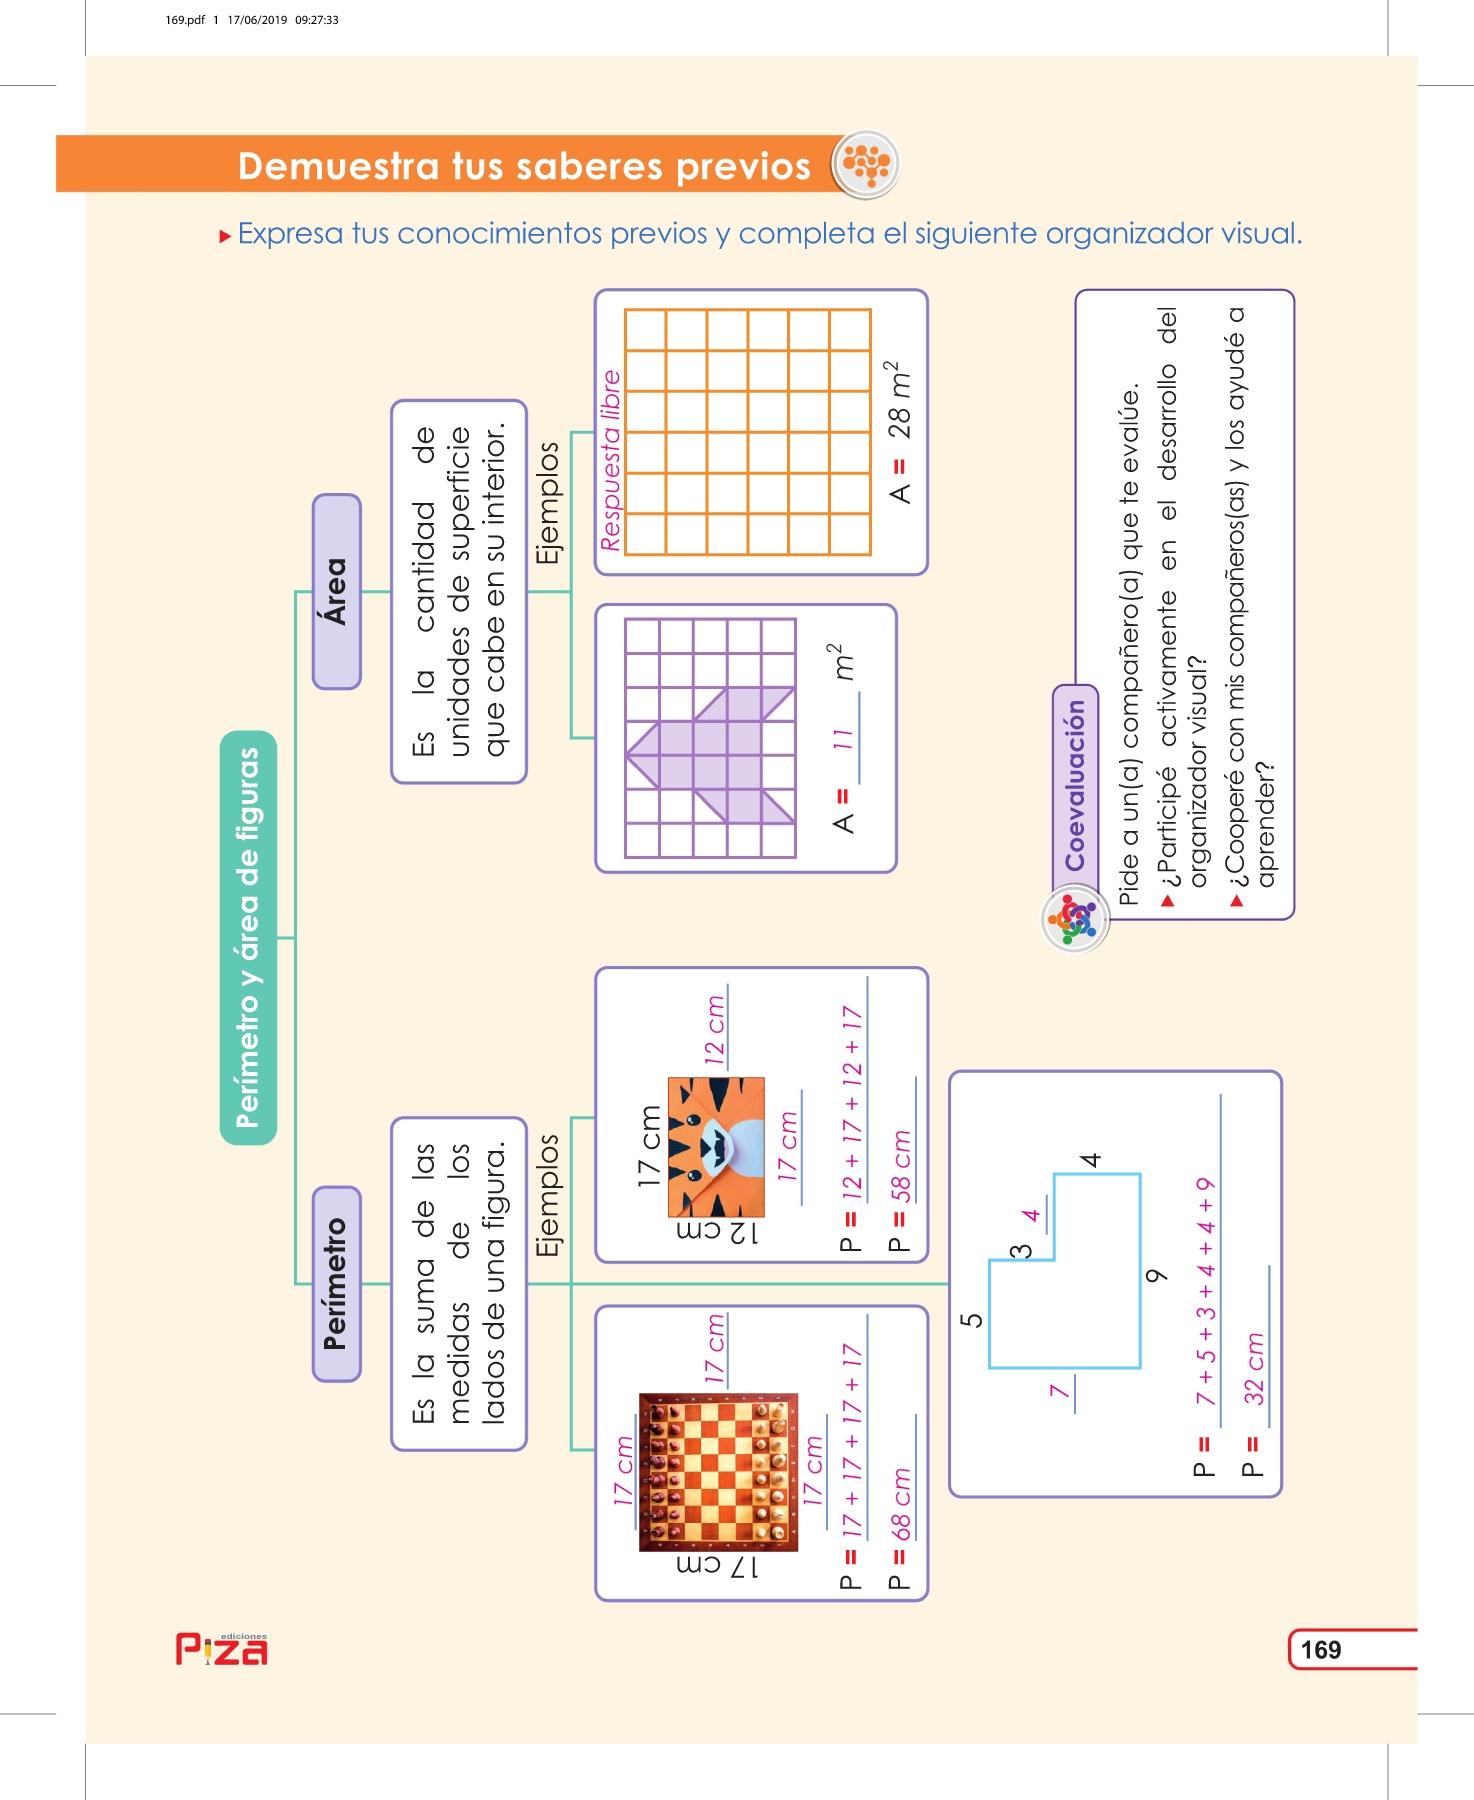 169.pdf 1 17/06/2019 09:27:33
Demuestra tus saberes previos
Expresa tus conocimientos previos y completa el siguiente organizador visual.
Perímetro y área de figuras
Perímetro
Es la suma de las
medidas de los
lados de una figura.
Ejemplos
17 cm
17 cm
17 cm
17 cm
P = 17 + 17 + 17 + 17
P = 68 cm
17 cm
12 cm
12 cm
17 cm
P = 12 + 17 + 12 + 17
P = 58 cm
5
3
4
4
7
9
P = 7 + 5 + 3 + 4 + 4 + 9
P = 32 cm
Área
Es la cantidad de
unidades de superficie
que cabe en su interior.
Ejemplos
A = 11 m²
Respuesta libre
A = 28 m²
Coevaluación
Pide a un(a) compañero(a) que te evalúe.
¿Participé activamente en el desarrollo del
organizador visual?
¿Cooperé con mis compañeros(as) y los ayudé a
aprender?
ediciones
Piza
169